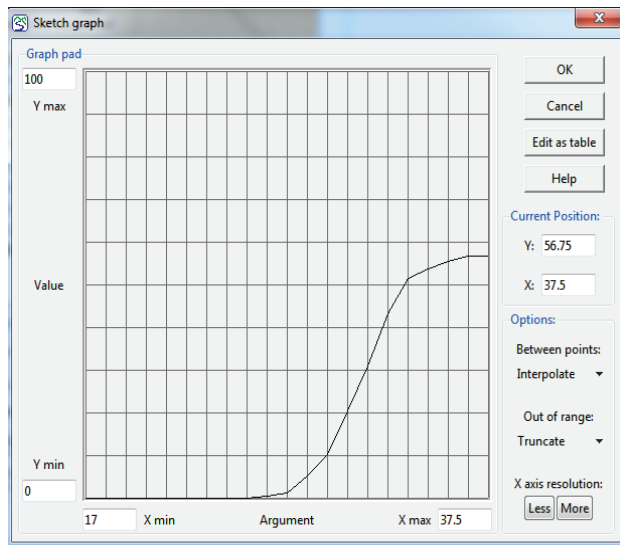 Sketch graph
X
Graph pad
100
Y max
Value
Y min
0
17 X min Argument X max 37.5
OK
Cancel
Edit as table
Help
Current Position:
Y: 56.75
X: 37.5
Options:
Between points:
Interpolate
Out of range:
Truncate
X axis resolution:
Less More